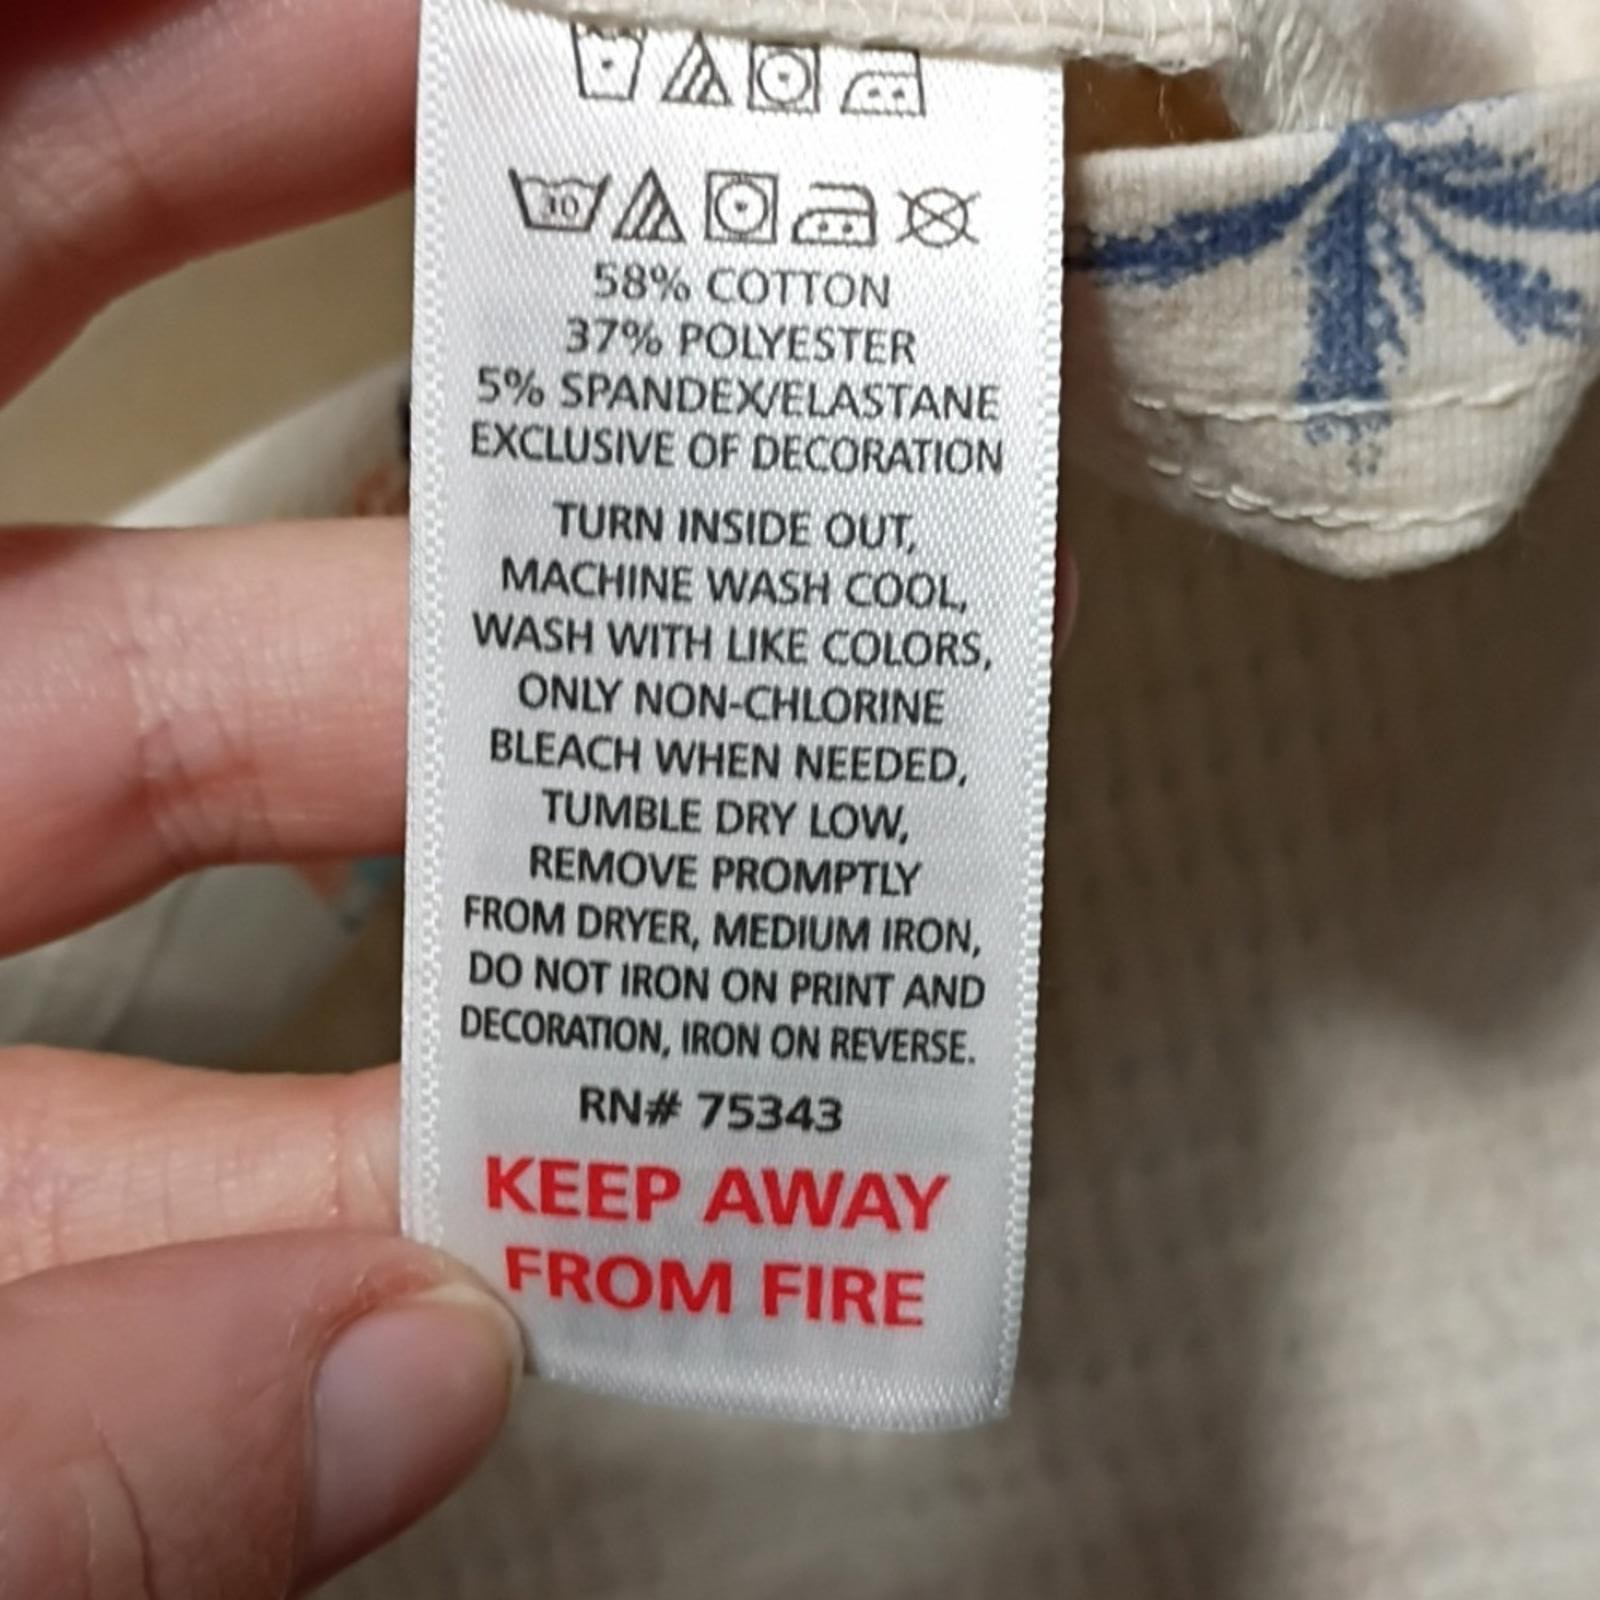 30
58% COTTON
37% POLYESTER
5% SPANDEX/ELASTANE
EXCLUSIVE OF DECORATION
TURN INSIDE OUT,
MACHINE WASH COOL,
WASH WITH LIKE COLORS,
ONLY NON-CHLORINE
BLEACH WHEN NEEDED,
TUMBLE DRY LOW,
REMOVE PROMPTLY
FROM DRYER, MEDIUM IRON,
DO NOT IRON ON PRINT AND
DECORATION, IRON ON REVERSE.
RN# 75343
KEEP AWAY
FROM FIRE